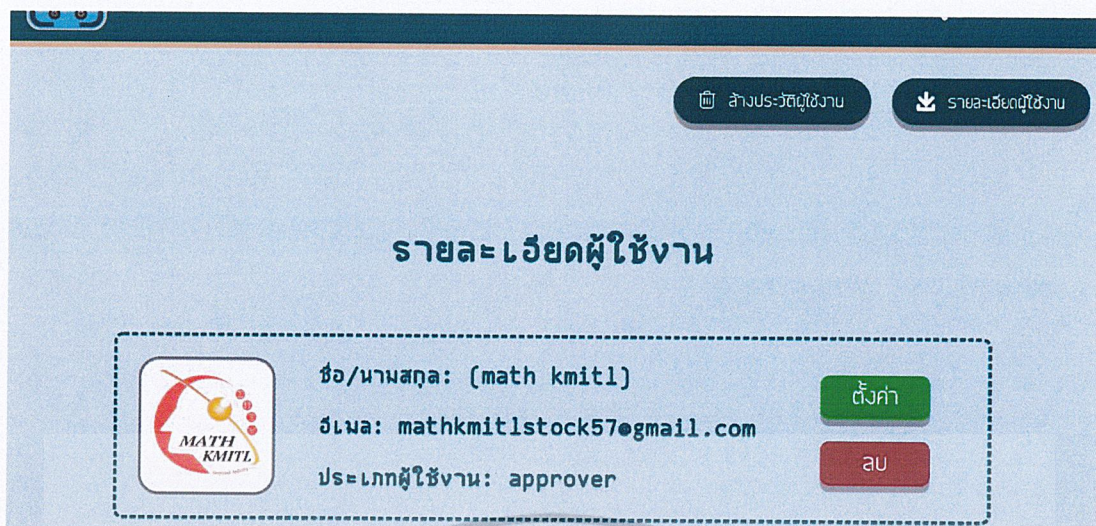 ล้างประวัติผู้ใช้งาน
รายละเอียดผู้ใช้งาน
รายละเอียดผู้ใช้งาน
ชื่อ/นามสกุล: (math kmitl)
อีเมล: mathkmitlstock57@gmail.com
ประเภทผู้ใช้งาน: approver
ตั้งค่า
ลบ
MATH
KMITL